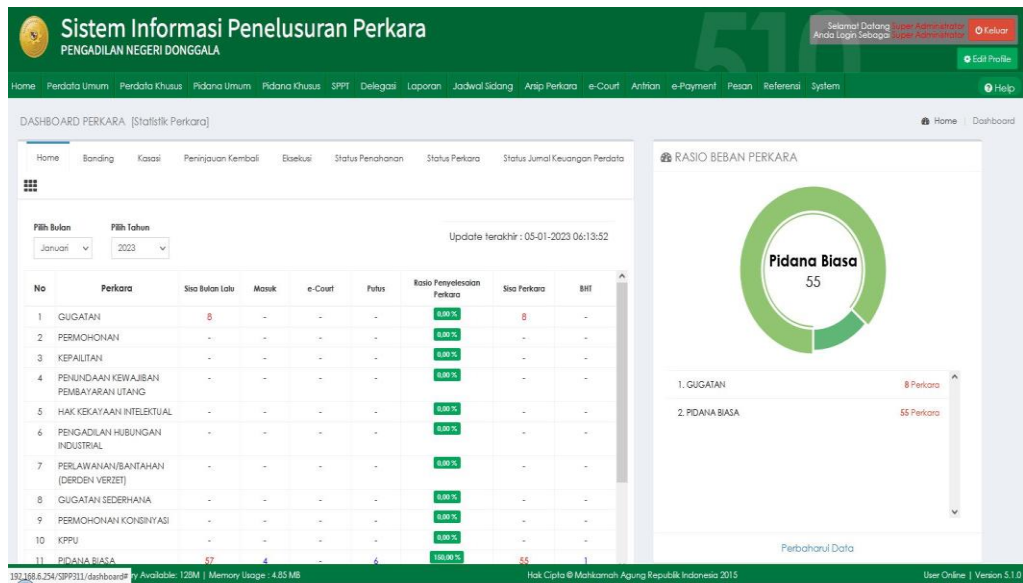 Sistem Informasi Penelusuran Perkara
PENGADILAN NEGERI DONGGALA
510
Selamat Datang Super Administrator
Anda Login Sebagai Super Administrator
Keluar
Edit Profile
Home Perdata Umum Perdata Khusus Pidana Umum Pidana Khusus SPPT Delegasi Laporan Jadwal Sidang Arsip Perkara e-Court Antrian e-Payment Pesan Referensi System Help
DASHBOARD PERKARA [Statistik Perkara]
Home | Dashboard
Home Banding Kasasi Peninjauan Kembali Eksekusi Status Penahanan Status Perkara Status Jurnal Keuangan Perdata
Pilih Bulan Pilih Tahun
Januari 2023
Update terakhir : 05-01-2023 06:13:52
No Perkara Sisa Bulan Lalu Masuk e-Court Putus Rasio Penyelesaian Perkara Sisa Perkara BHT
1 GUGATAN 8 - - - 0,00 % 8 -
2 PERMOHONAN - - - - 0,00 % - -
3 KEPAILITAN - - - - 0,00 % - -
4 PENUNDAAN KEWAJIBAN - - - - 0,00 % - -
PEMBAYARAN UTANG
5 HAK KEKAYAAN INTELEKTUAL - - - - 0,00 % - -
6 PENGADILAN HUBUNGAN - - - - 0,00 % - -
INDUSTRIAL
7 PERLAWANAN/BANTAHAN - - - - 0,00 % - -
(DERDEN VERZET)
8 GUGATAN SEDERHANA - - - - 0,00 % - -
9 PERMOHONAN KONSINYASI - - - - 0,00 % - -
10 KPPU - - - - 0,00 % - -
11 PIDANA BIASA 57 4 - 6 150,00 % 55 1
RASIO BEBAN PERKARA
Pidana Biasa
55
1. GUGATAN 8 Perkara
2. PIDANA BIASA 55 Perkara
Perbaharui Data
192.168.6.254/SIPP311/dashboard# ry Available: 128M | Memory Usage : 4.85 MB
Hak Cipta © Mahkamah Agung Republik Indonesia 2015
User Online | Version 5.1.0